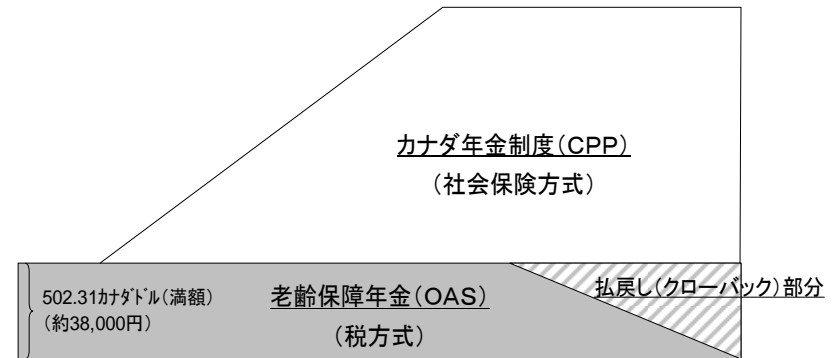 カナダ年金制度(CPP)
(社会保険方式)
払戻し(クローバック)部分
502.31カナダドル(満額)
(約38,000円)
老齢保障年金(OAS)
(税方式)